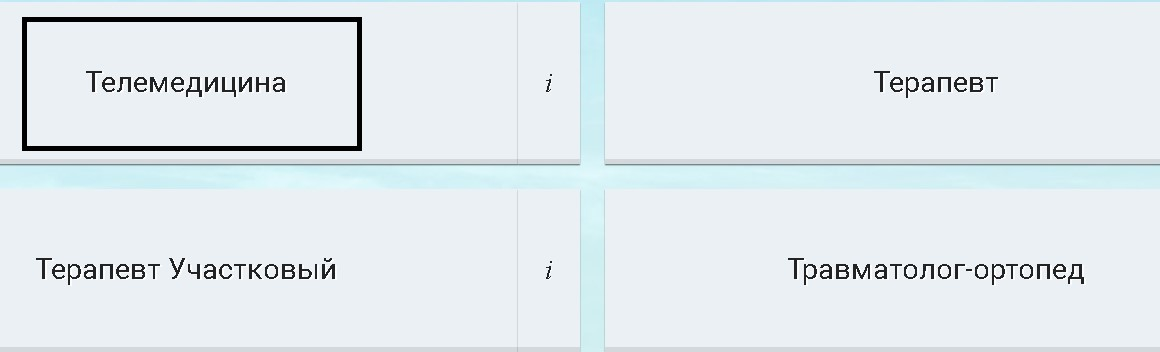 Телемедицина i
Терапевт
Терапевт Участковый i
Травматолог-ортопед